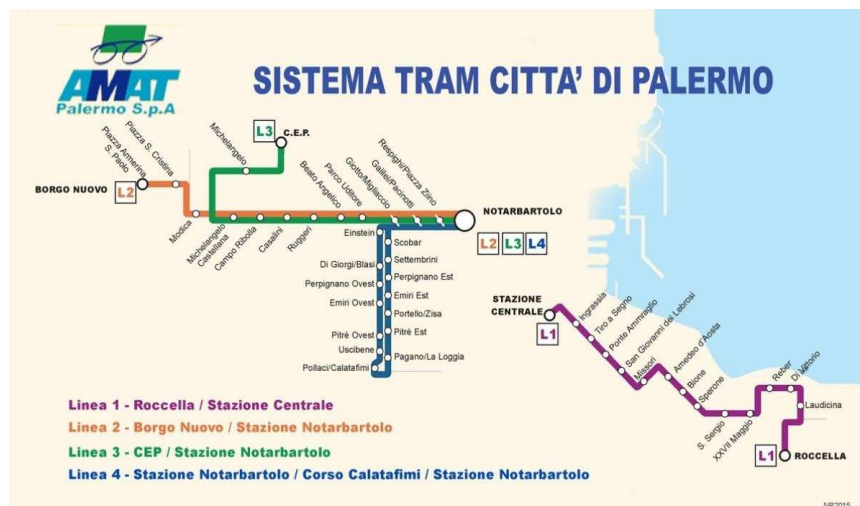 AMAT
Palermo S.p.A
SISTEMA TRAM CITTA' DI PALERMO
BORGO NUOVO
L2
Piazza Armerina
S. Paolo
Piazza S. Cristina
Modica
Michelangelo
L3
C.E.P.
Michelangelo
Castellana
Campo Ribolla
Casalini
Ruggeri
Beato Angelico
Parco Uditore
Giotto/Migliaccio
Galilei/Pacinotti
Respighi/Piazza Ziino
NOTARBARTOLO
L2 L3 L4
Einstein
Di Giorgi/Blasi
Perpignano Ovest
Emiri Ovest
Pitrè Ovest
Uscibene
Pollaci/Calatafimi
Scobar
Settembrini
Perpignano Est
Emiri Est
Portello/Zisa
Pitrè Est
Pagano/La Loggia
STAZIONE
CENTRALE
L1
Ingrassia
Tiro a Segno
Ponte Ammraglio
San Giovanni dei Lebrosi
Missori
Amedeo d'Aosta
Bione
Sperone
S. Sergio
XXVII Maggio
Reber
Di Vittorio
Laudicina
L1
ROCCELLA
Linea 1 - Roccella / Stazione Centrale
Linea 2 - Borgo Nuovo / Stazione Notarbartolo
Linea 3 - CEP / Stazione Notarbartolo
Linea 4 - Stazione Notarbartolo / Corso Calatafimi / Stazione Notarbartolo